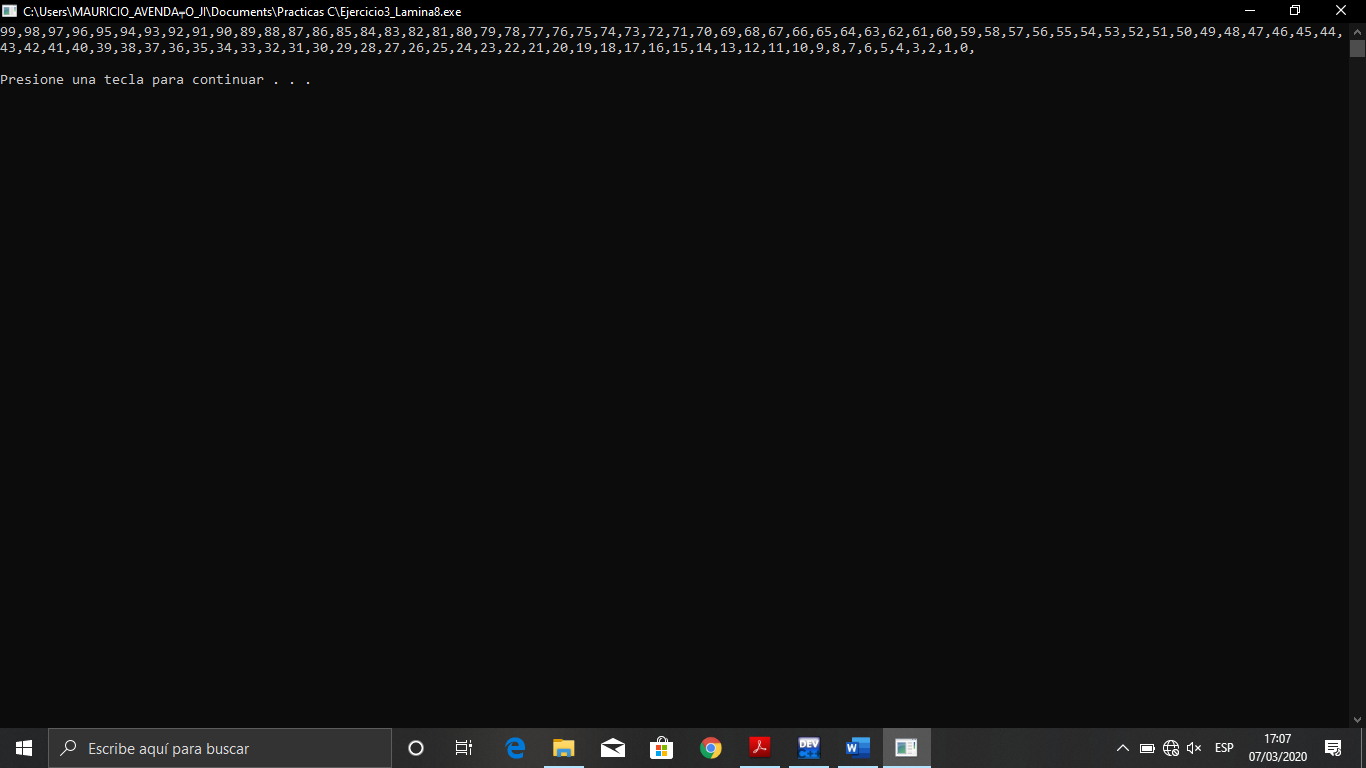 C:\Users\MAURICIO_AVENDA╤O_JI\Documents\Practicas C\Ejercicio3_Lamina8.exe
99,98,97,96,95,94,93,92,91,90,89,88,87,86,85,84,83,82,81,80,79,78,77,76,75,74,73,72,71,70,69,68,67,66,65,64,63,62,61,60,59,58,57,56,55,54,53,52,51,50,49,48,47,46,45,44,
43,42,41,40,39,38,37,36,35,34,33,32,31,30,29,28,27,26,25,24,23,22,21,20,19,18,17,16,15,14,13,12,11,10,9,8,7,6,5,4,3,2,1,0,
Presione una tecla para continuar . . .
Escribe aquí para buscar
DEV
C++
W
ESP
17:07
07/03/2020